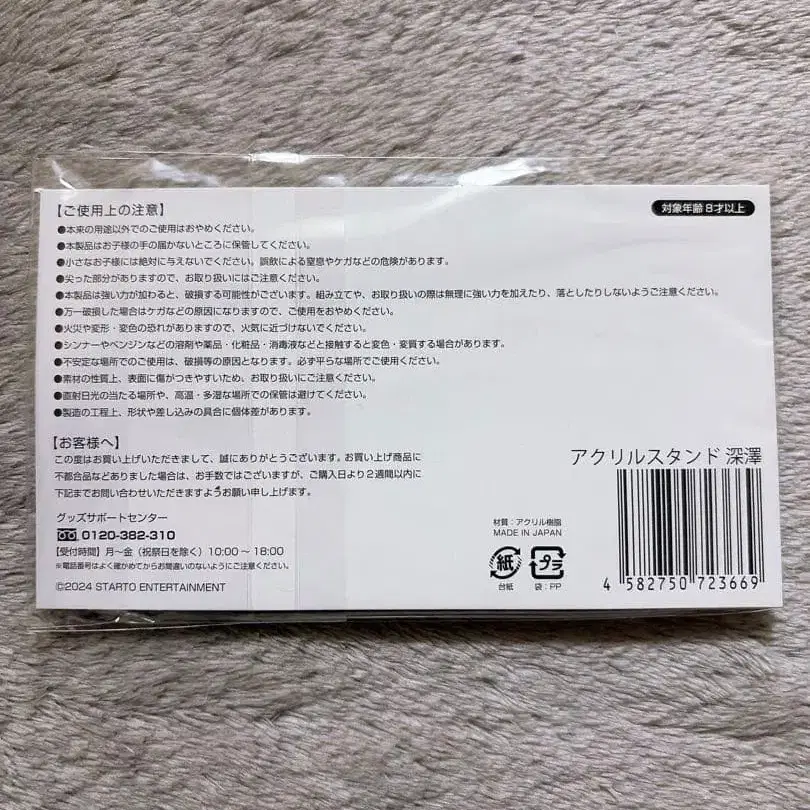 【ご使用上の注意】
対象年齢 8才以上
●本来の用途以外でのご使用はおやめください。
●本製品はお子様の手の届かないところに保管してください。
●小さなお子様には絶対に与えないでください。誤飲による窒息やケガなどの危険があります。
●尖った部分がありますので、お取り扱いにはご注意ください。
●本製品は強い力が加わると、破損する可能性がございます。組み立てや、お取り扱いの際は無理に強い力を加えたり、落としたりしないようご注意ください。
●万一破損した場合はケガなどの原因になりますので、ご使用をおやめください。
●火災や変形・変色の恐れがありますので、火気に近づけないでください。
●シンナーやベンジンなどの溶剤や薬品・化粧品・消毒液などと接触すると変色・変質する場合があります。
●不安定な場所でのご使用は、破損等の原因となります。必ず平らな場所でご使用ください。
●素材の性質上、表面に傷がつきやすいため、お取り扱いにご注意ください。
●直射日光の当たる場所や、高温・多湿な場所での保管は避けてください。
●製造の工程上、形状や差し込みの具合に個体差があります。
【お客様へ】
この度はお買い上げいただきまして、誠にありがとうございます。お買い上げ商品に
不都合品などありました場合は、お手数ではございますが、ご購入日より2週間以内に
下記までお問い合わせいただきますようお願い申し上げます。
グッズサポートセンター
0120-382-310
【受付時間】月～金（祝祭日を除く）10:00～18:00
※電話番号はよく確かめてからお間違いのないようにご注意ください。
©2024 STARTO ENTERTAINMENT
アクリルスタンド 深澤
材質：アクリル樹脂
MADE IN JAPAN
紙
プラ
台紙
袋：PP
4 582750 723669